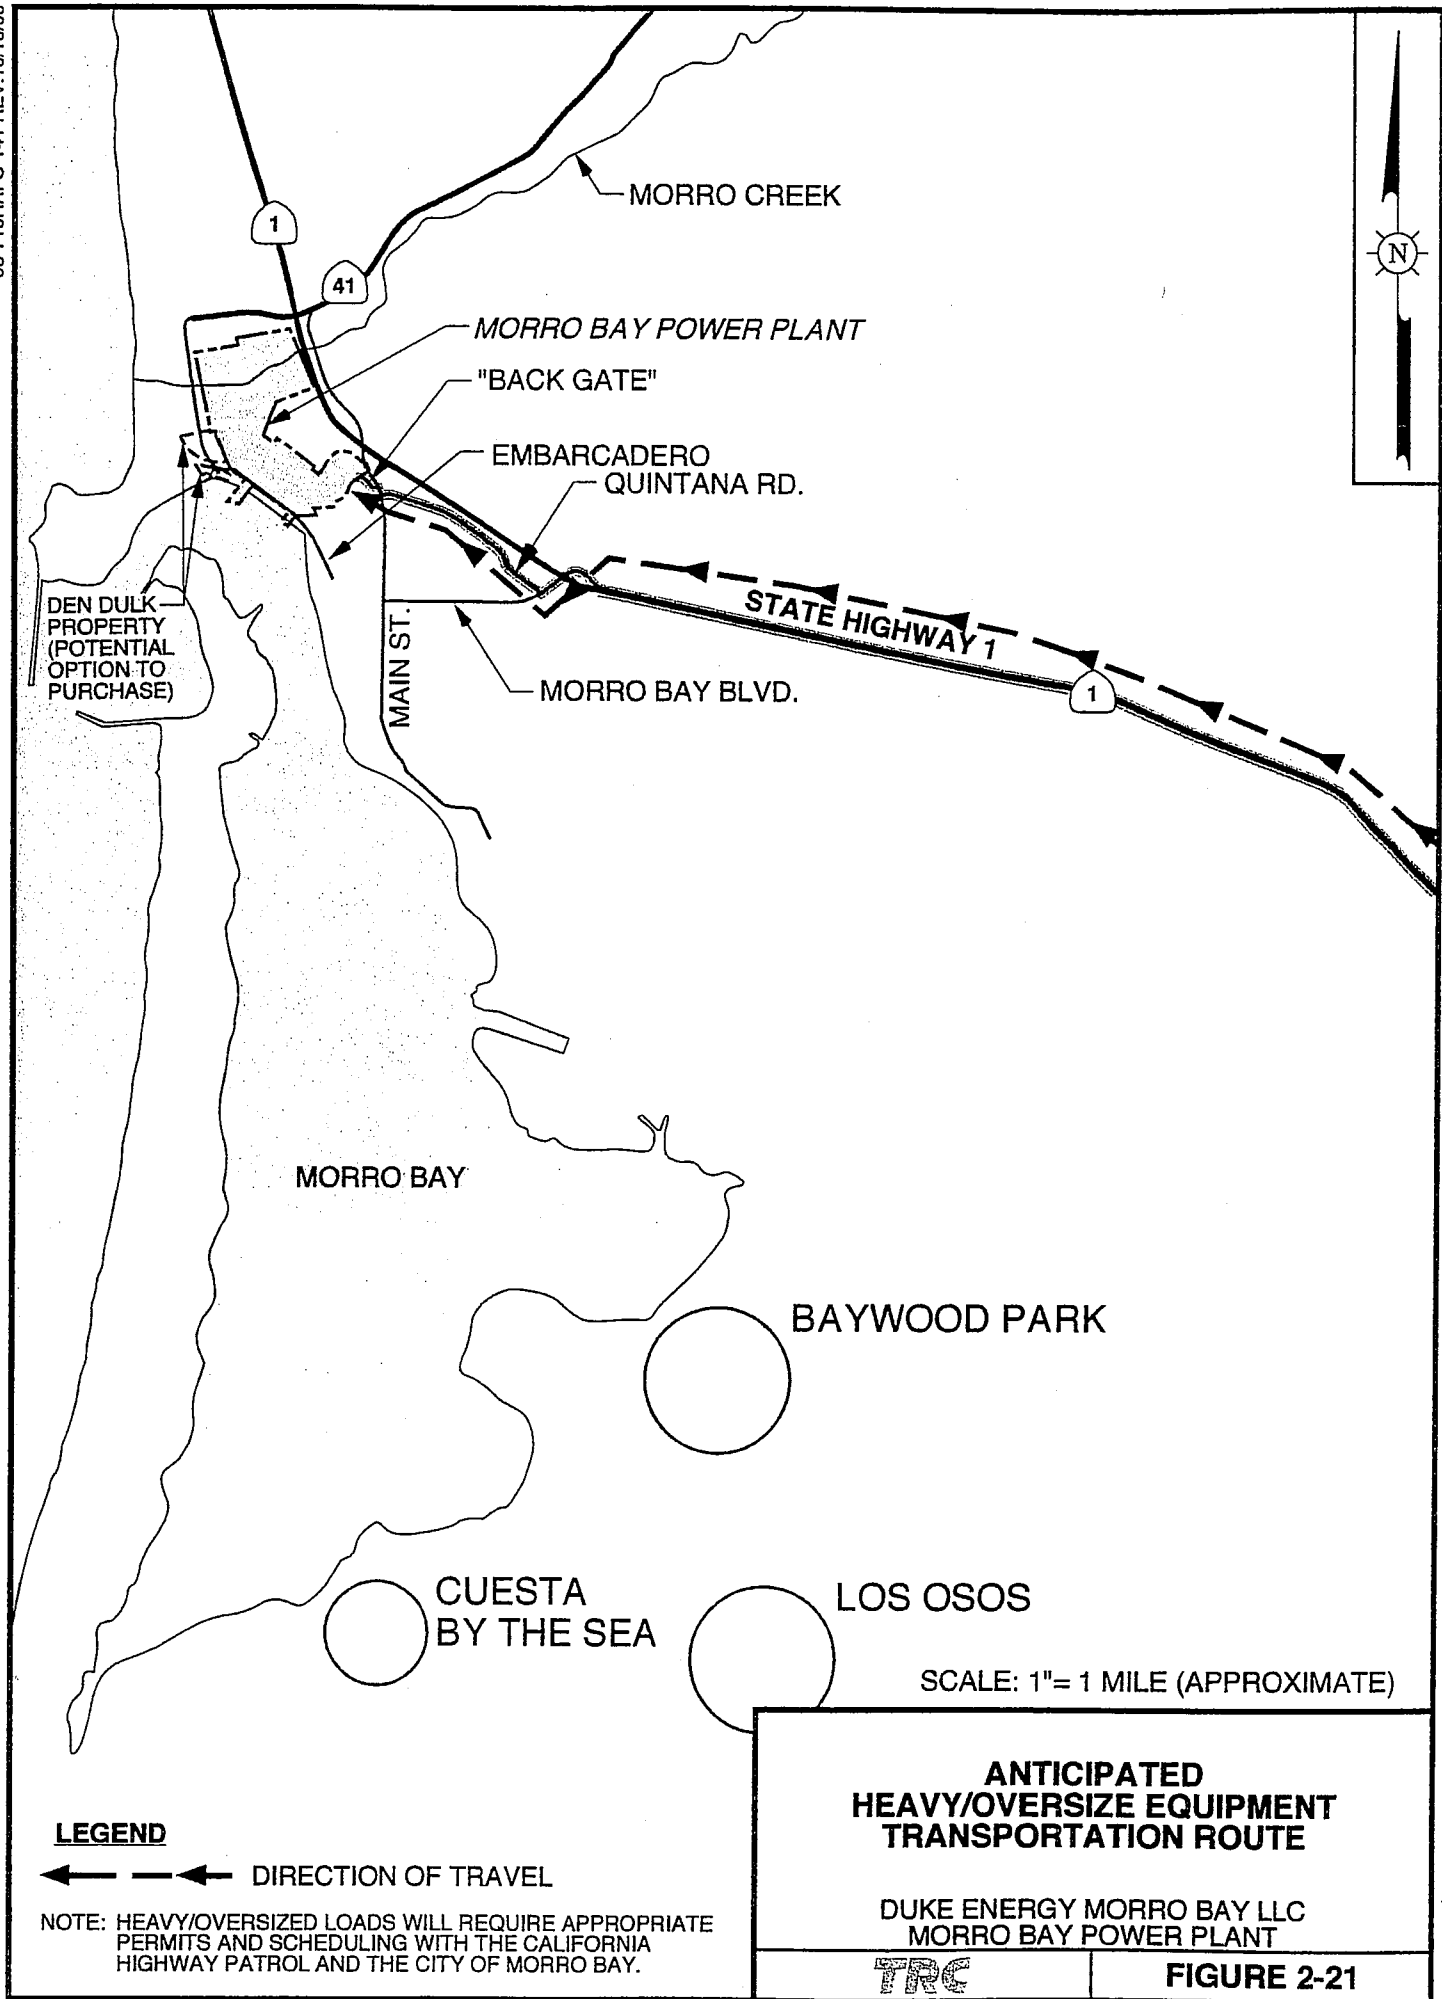 1
MORRO CREEK
41
N
MORRO BAY POWER PLANT
"BACK GATE"
EMBARCADERO
QUINTANA RD.
DEN DULK
PROPERTY
(POTENTIAL
OPTION TO
PURCHASE)
MAIN ST.
STATE HIGHWAY 1
MORRO BAY BLVD.
1
MORRO BAY
BAYWOOD PARK
CUESTA
BY THE SEA
LOS OSOS
SCALE: 1"= 1 MILE (APPROXIMATE)
LEGEND
DIRECTION OF TRAVEL
NOTE: HEAVY/OVERSIZED LOADS WILL REQUIRE APPROPRIATE
PERMITS AND SCHEDULING WITH THE CALIFORNIA
HIGHWAY PATROL AND THE CITY OF MORRO BAY.
ANTICIPATED
HEAVY/OVERSIZE EQUIPMENT
TRANSPORTATION ROUTE
DUKE ENERGY MORRO BAY LLC
MORRO BAY POWER PLANT
TRC
FIGURE 2-21